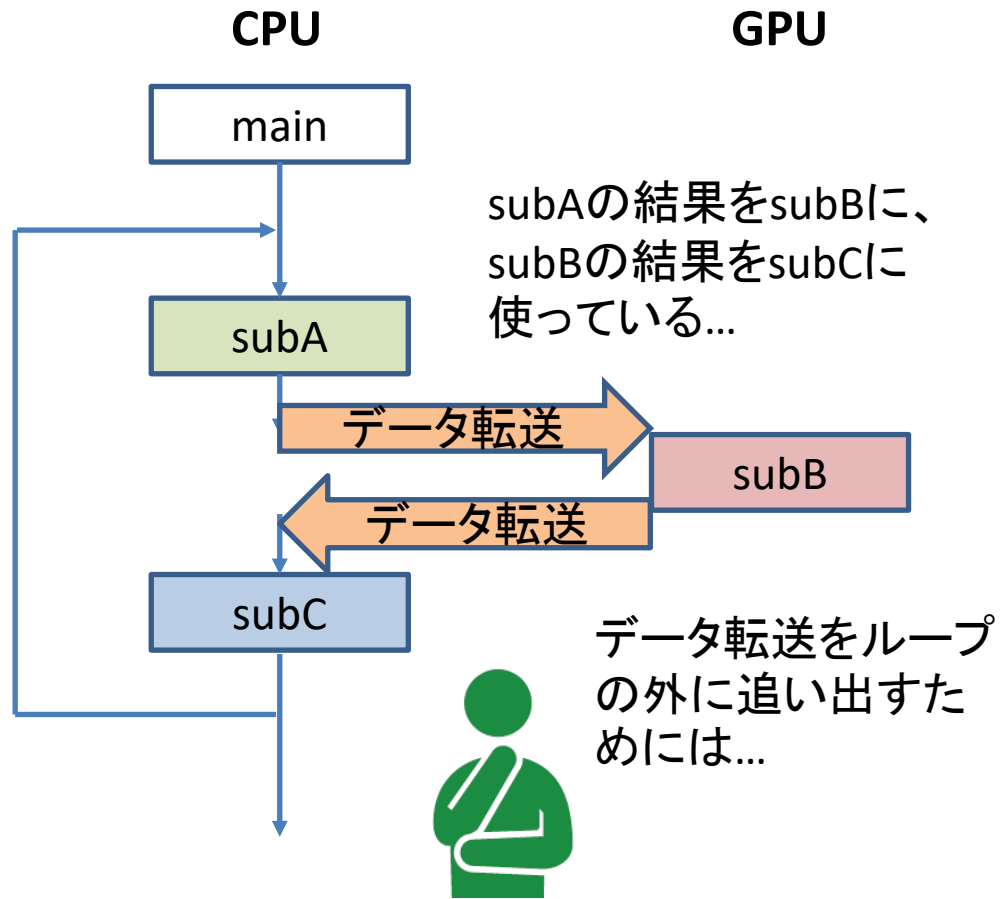 CPU
GPU
main
subAの結果をsubBに、
subBの結果をsubCに
使っている…
subA
データ転送
subB
データ転送
subC
データ転送をループ
の外に追い出すた
めには…